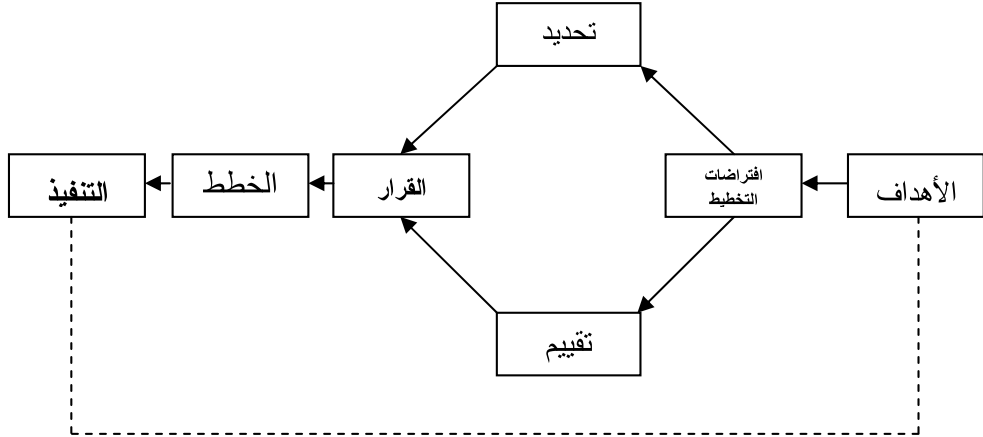 تحديد
الأهداف
افتراضات
التخطيط
القرار
الخطط
التنفيذ
تقييم